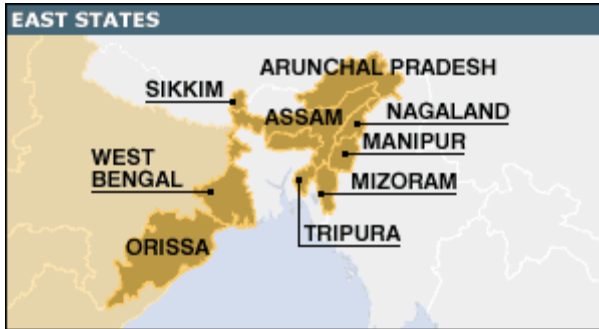 EAST STATES
ARUNCHAL PRADESH
SIKKIM
ASSAM
NAGALAND
MANIPUR
WEST
BENGAL
MIZORAM
TRIPURA
ORISSA